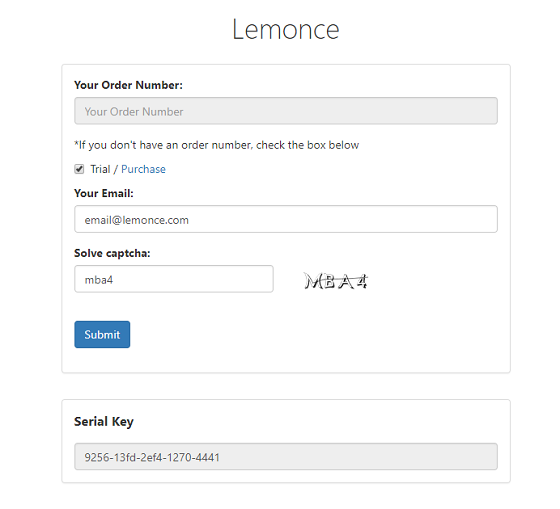 Lemonce
Your Order Number:
Your Order Number
*If you don't have an order number, check the box below
Trial / Purchase
Your Email:
email@lemonce.com
Solve captcha:
mba4
MBA4
Submit
Serial Key
9256-13fd-2ef4-1270-4441